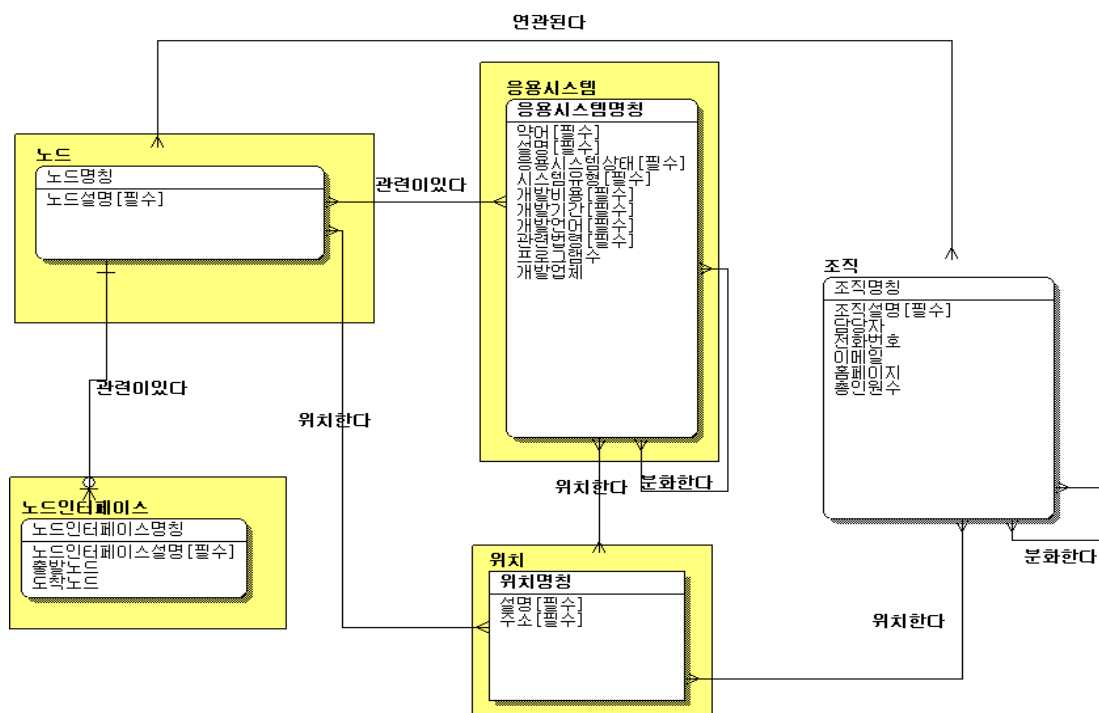 연관된다
응용시스템
응용시스템명칭
약어[필수]
설명[필수]
응용시스템상태[필수]
시스템유형[필수]
개발비용[필수]
개발기간[필수]
개발언어[필수]
관련법령[필수]
프로그램수
개발업체
노드
노드명칭
노드설명[필수]
관련이있다
조직
조직명칭
조직설명[필수]
담당자
전화번호
이메일
홈페이지
총인원수
관련이있다
위치한다
위치한다
분화한다
노드인터페이스
노드인터페이스명칭
노드인터페이스설명[필수]
출발노드
도착노드
위치
위치명칭
설명[필수]
주소[필수]
분화한다
위치한다